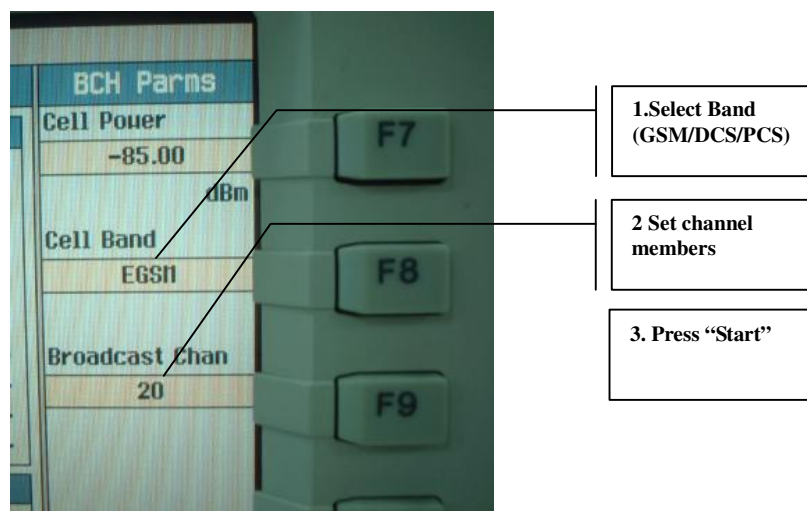 BCH Parms
Cell Power
-85.00
dBm
Cell Band
EGSM
Broadcast Chan
20
F7
F8
F9
1.Select Band
(GSM/DCS/PCS)
2 Set channel
members
3. Press “Start”